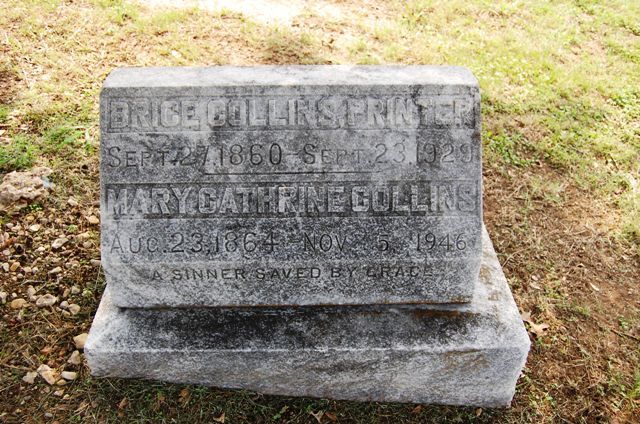 BRICE COLLINS, PRINTER
SEPT. 27, 1860 - SEPT. 23, 1929
MARY CATHRINE COLLINS
AUG. 23, 1864 - NOV. 5, 1946
A SINNER SAVED BY GRACE